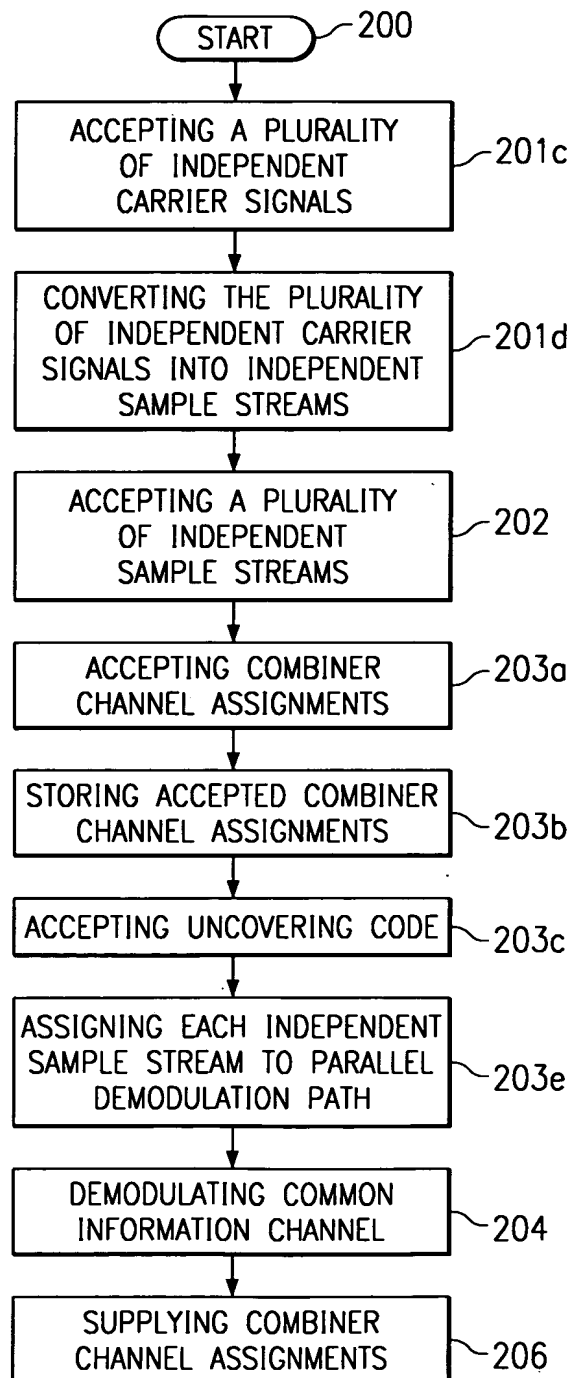 START
200
ACCEPTING A PLURALITY
OF INDEPENDENT
CARRIER SIGNALS
201c
CONVERTING THE PLURALITY
OF INDEPENDENT CARRIER
SIGNALS INTO INDEPENDENT
SAMPLE STREAMS
201d
ACCEPTING A PLURALITY
OF INDEPENDENT
SAMPLE STREAMS
202
ACCEPTING COMBINER
CHANNEL ASSIGNMENTS
203a
STORING ACCEPTED COMBINER
CHANNEL ASSIGNMENTS
203b
ACCEPTING UNCOVERING CODE
203c
ASSIGNING EACH INDEPENDENT
SAMPLE STREAM TO PARALLEL
DEMODULATION PATH
203e
DEMODULATING COMMON
INFORMATION CHANNEL
204
SUPPLYING COMBINER
CHANNEL ASSIGNMENTS
206